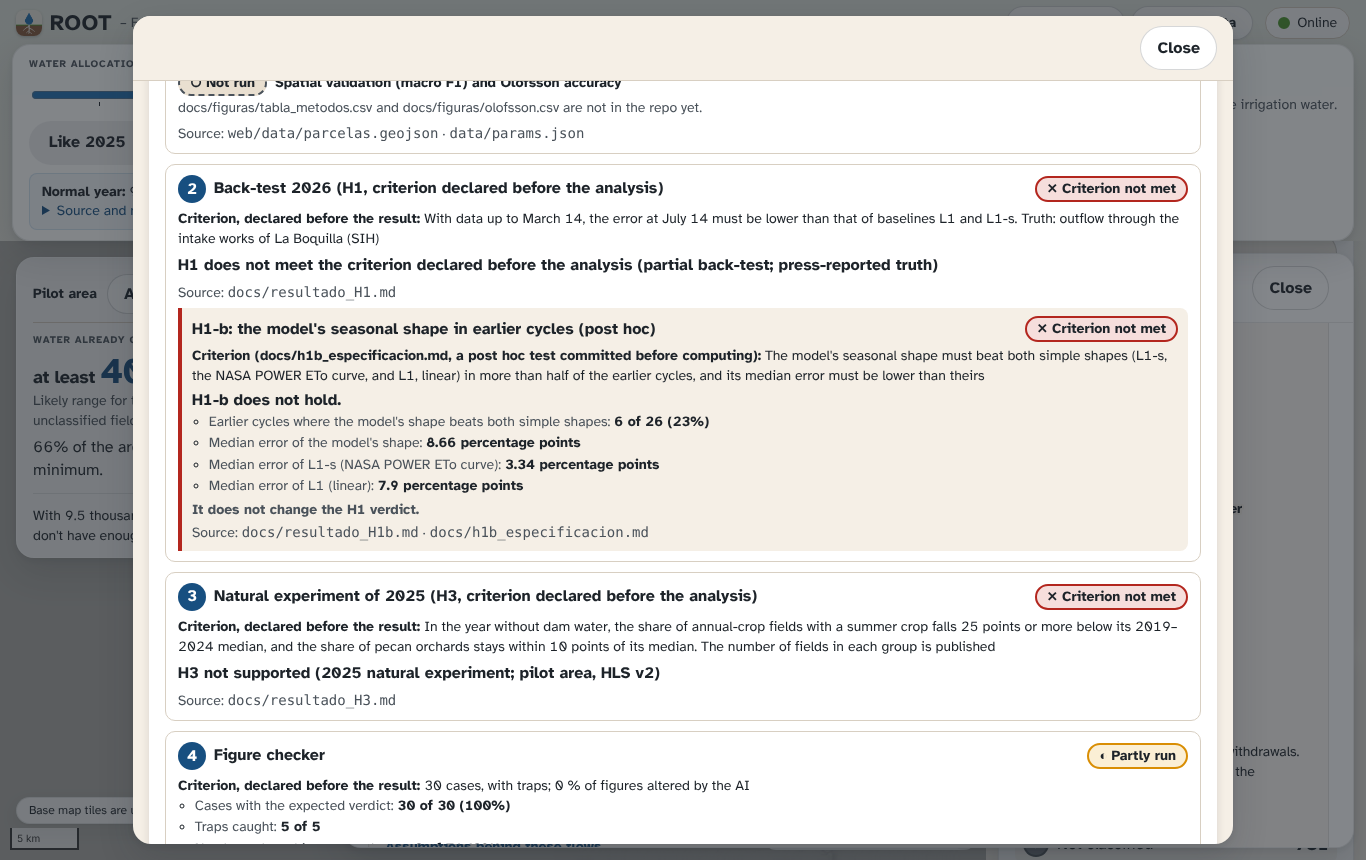 ROOT
Online
Close
WATER ALLOCATIO
Like 2025
Normal year:
Source and
e irrigation water.
Not run Spatial validation (macro F1) and Olofsson accuracy
docs/figuras/tabla_metodos.csv and docs/figuras/olofsson.csv are not in the repo yet.
Source: web/data/parcelas.geojson · data/params.json
2 Back-test 2026 (H1, criterion declared before the analysis) ✕ Criterion not met
Criterion, declared before the result: With data up to March 14, the error at July 14 must be lower than that of baselines L1 and L1-s. Truth: outflow through the
intake works of La Boquilla (SIH)
H1 does not meet the criterion declared before the analysis (partial back-test; press-reported truth)
Source: docs/resultado_H1.md
H1-b: the model's seasonal shape in earlier cycles (post hoc) ✕ Criterion not met
Criterion (docs/h1b_especificacion.md, a post hoc test committed before computing): The model's seasonal shape must beat both simple shapes (L1-s,
the NASA POWER ETo curve, and L1, linear) in more than half of the earlier cycles, and its median error must be lower than theirs
H1-b does not hold.
Earlier cycles where the model's shape beats both simple shapes: 6 of 26 (23%)
Median error of the model's shape: 8.66 percentage points
Median error of L1-s (NASA POWER ETo curve): 3.34 percentage points
Median error of L1 (linear): 7.9 percentage points
It does not change the H1 verdict.
Source: docs/resultado_H1b.md · docs/h1b_especificacion.md
3 Natural experiment of 2025 (H3, criterion declared before the analysis) ✕ Criterion not met
Criterion, declared before the result: In the year without dam water, the share of annual-crop fields with a summer crop falls 25 points or more below its 2019–
2024 median, and the share of pecan orchards stays within 10 points of its median. The number of fields in each group is published
H3 not supported (2025 natural experiment; pilot area, HLS v2)
Source: docs/resultado_H3.md
4 Figure checker Partly run
Criterion, declared before the result: 30 cases, with traps; 0 % of figures altered by the AI
Cases with the expected verdict: 30 of 30 (100%)
Traps caught: 5 of 5
Pilot area
WATER ALREADY
at least 40
Likely range for
unclassified field
66% of the ar
minimum.
With 9.5 thousan
don't have enoug
Base map tiles are
5 km
Close
er
withdrawals.
the